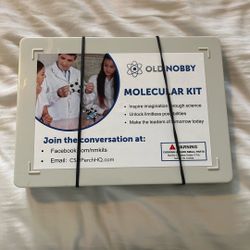 OLD NOBBY
MOLECULAR KIT
• Inspire imagination through science
• Unlock limitless possibilities
• Make the leaders of tomorrow today
Join the conversation at:
• Facebook.com/nmkits
• Email:
WARNING